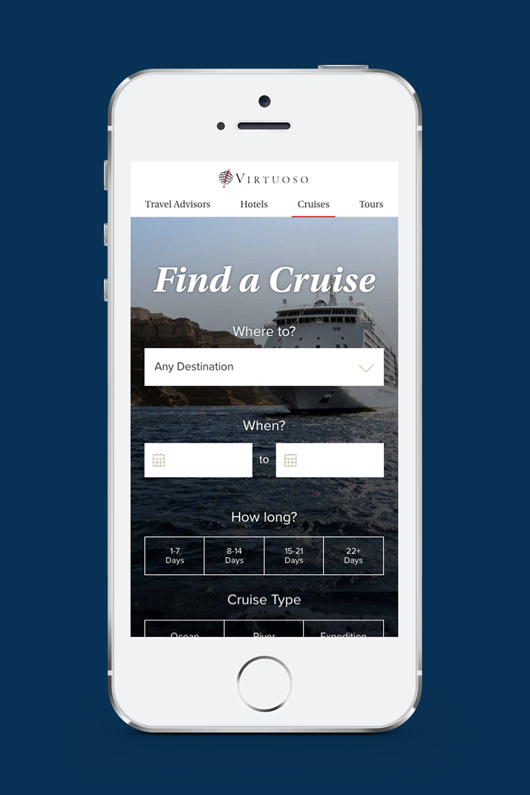 VIRTUOSO.
Travel Advisors Hotels Cruises Tours
Find a Cruise
Where to?
Any Destination
When?
to
How long?
1-7 8-14 15-21 22+
Days Days Days Days
Cruise Type
Ocean River Expedition